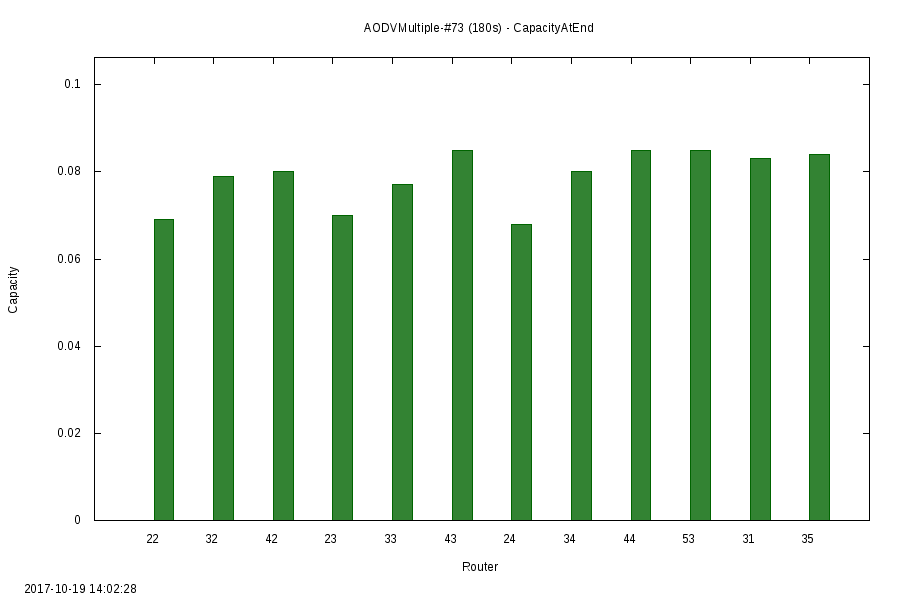 AODVMultiple-#73 (180s) - CapacityAtEnd
0.1
0.08
0.06
0.04
0.02
0
Capacity
22 32 42 23 33 43 24 34 44 53 31 35
Router
2017-10-19 14:02:28